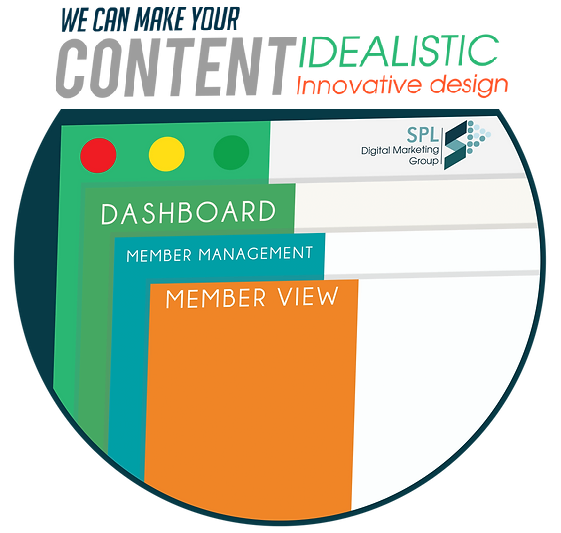 WE CAN MAKE YOUR
CONTENT IDEALISTIC
Innovative design
SPL
Digital Marketing
Group
DASHBOARD
MEMBER MANAGEMENT
MEMBER VIEW